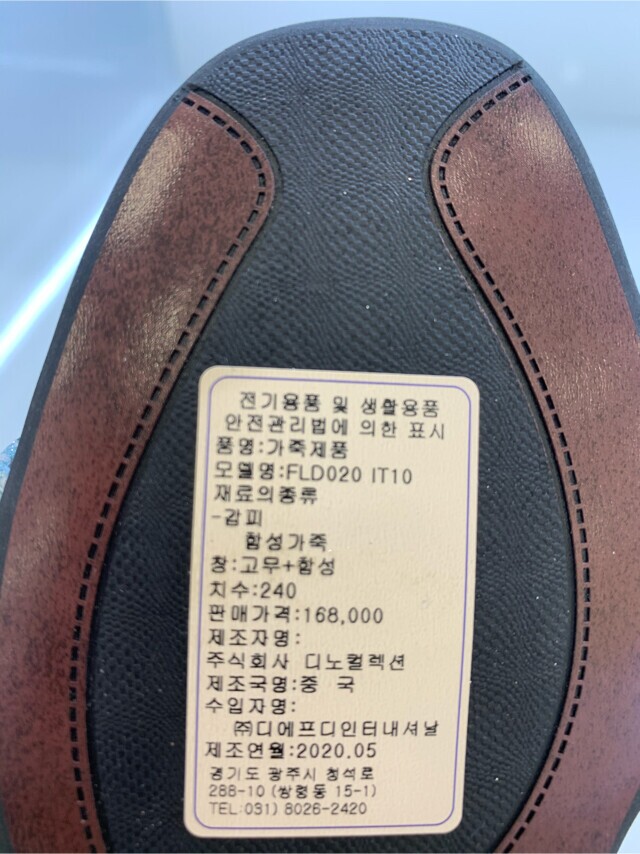 전기용품 및 생활용품
안전관리법에 의한 표시
품명:가죽제품
모델명:FLD020 IT10
재료의종류
-감피
합성가죽
창:고무+합성
치수:240
판매가격:168,000
제조자명:
주식회사 디노컬렉션
제조국명:중 국
수입자명:
㈜디에프디인터내셔날
제조연월:2020.05
경기도 광주시 청석로
288-10 (쌍령동 15-1)
TEL:031) 8026-2420